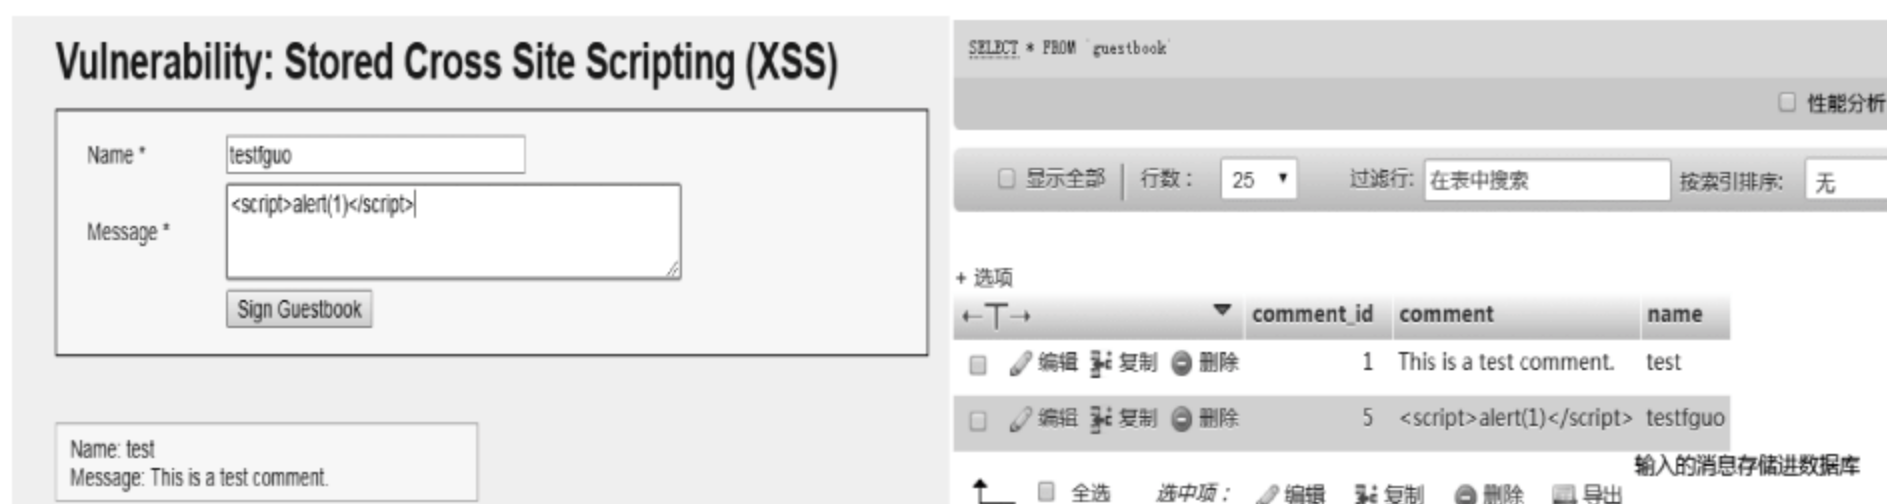 Vulnerability: Stored Cross Site Scripting (XSS)
Name *
testfguo
Message *
<script>alert(1)</script>
Sign Guestbook
Name: test
Message: This is a test comment.
SELECT * FROM `guestbook`
性能分析
显示全部 行数： 25 过滤行: 在表中搜索 按索引排序: 无
+ 选项
←T→ comment_id comment name
编辑 复制 删除 1 This is a test comment. test
编辑 复制 删除 5 <script>alert(1)</script> testfguo
输入的消息存储进数据库
全选 选中项： 编辑 复制 删除 导出